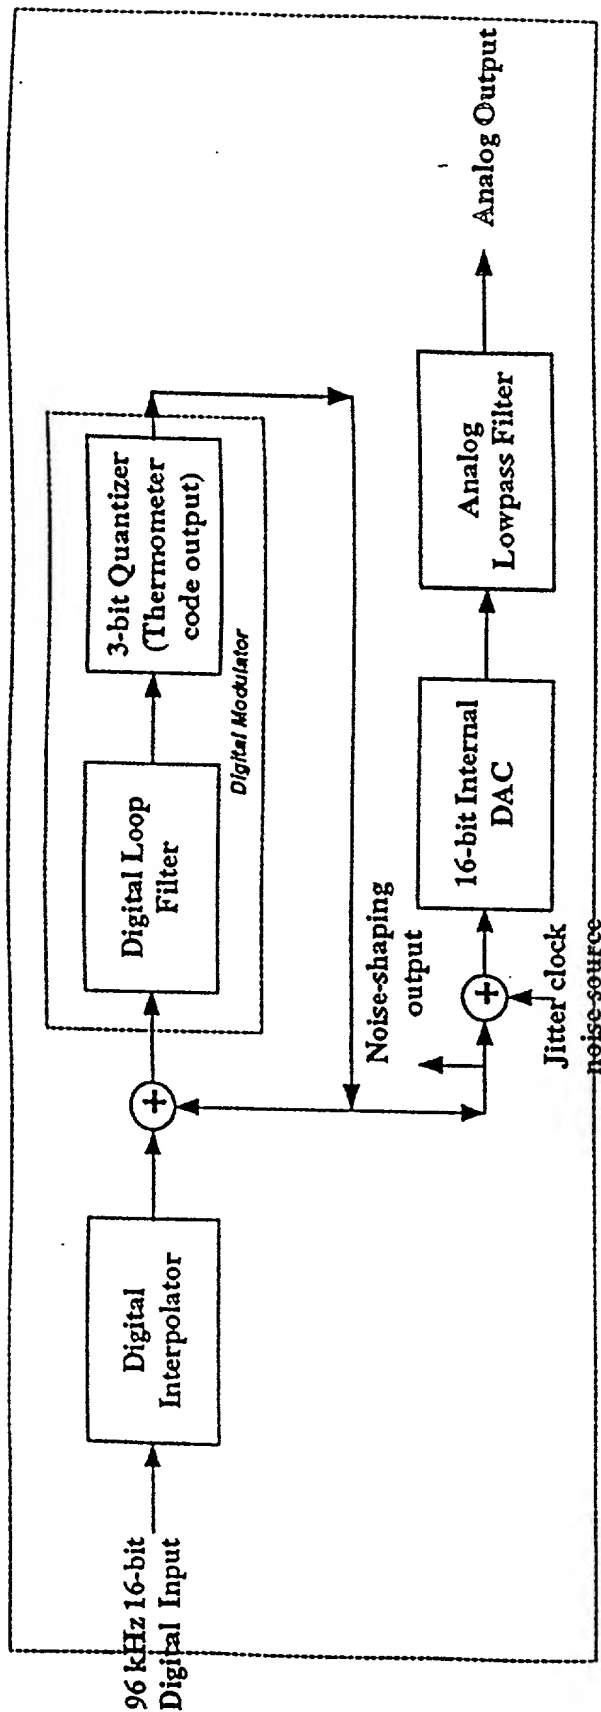 96 kHz 16-bit
Digital Input
Digital
Interpolator
+
Digital Loop
Filter
3-bit Quantizer
(Thermometer
code output)
Digital Modulator
Noise-shaping
output
+
Jitter clock
noise source
16-bit Internal
DAC
Analog
Lowpass Filter
Analog Output